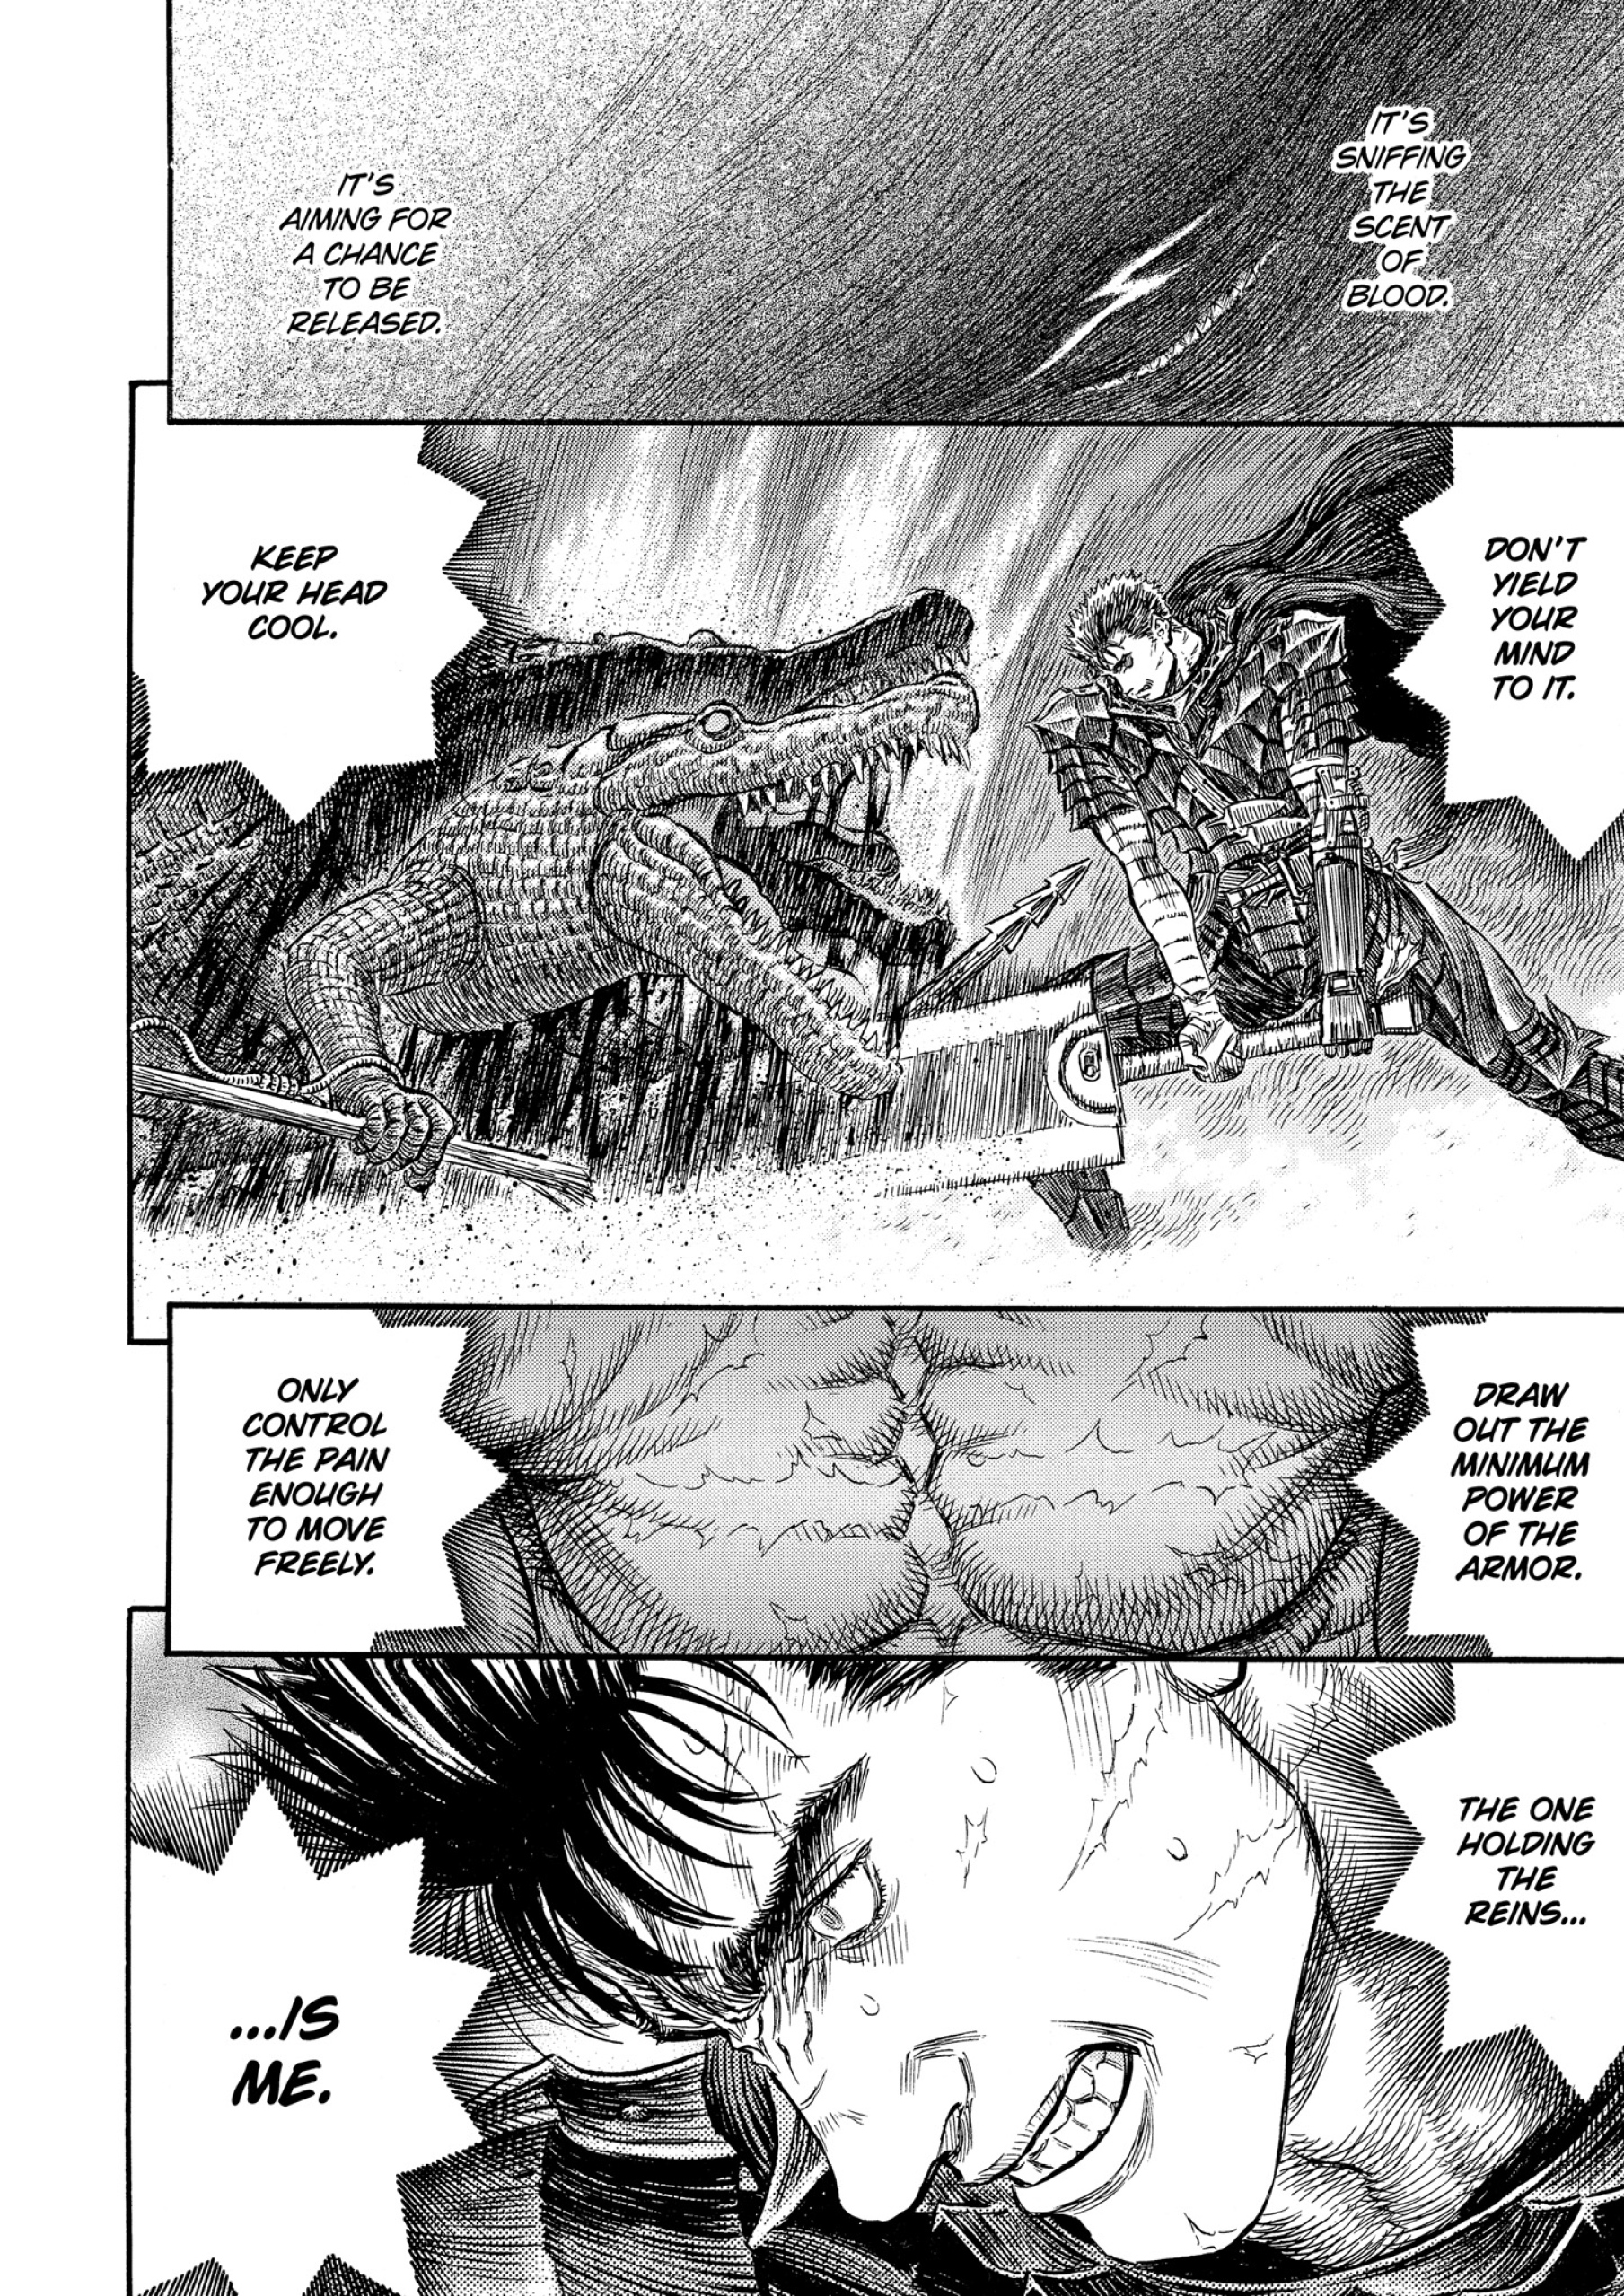 IT'S
SNIFFING
THE
SCENT
OF
BLOOD.
IT'S
AIMING FOR
A CHANCE
TO BE
RELEASED.
DON'T
YIELD
YOUR
MIND
TO IT.
KEEP
YOUR HEAD
COOL.
DRAW
OUT THE
MINIMUM
POWER
OF THE
ARMOR.
ONLY
CONTROL
THE PAIN
ENOUGH
TO MOVE
FREELY.
THE ONE
HOLDING
THE
REINS...
...IS
ME.